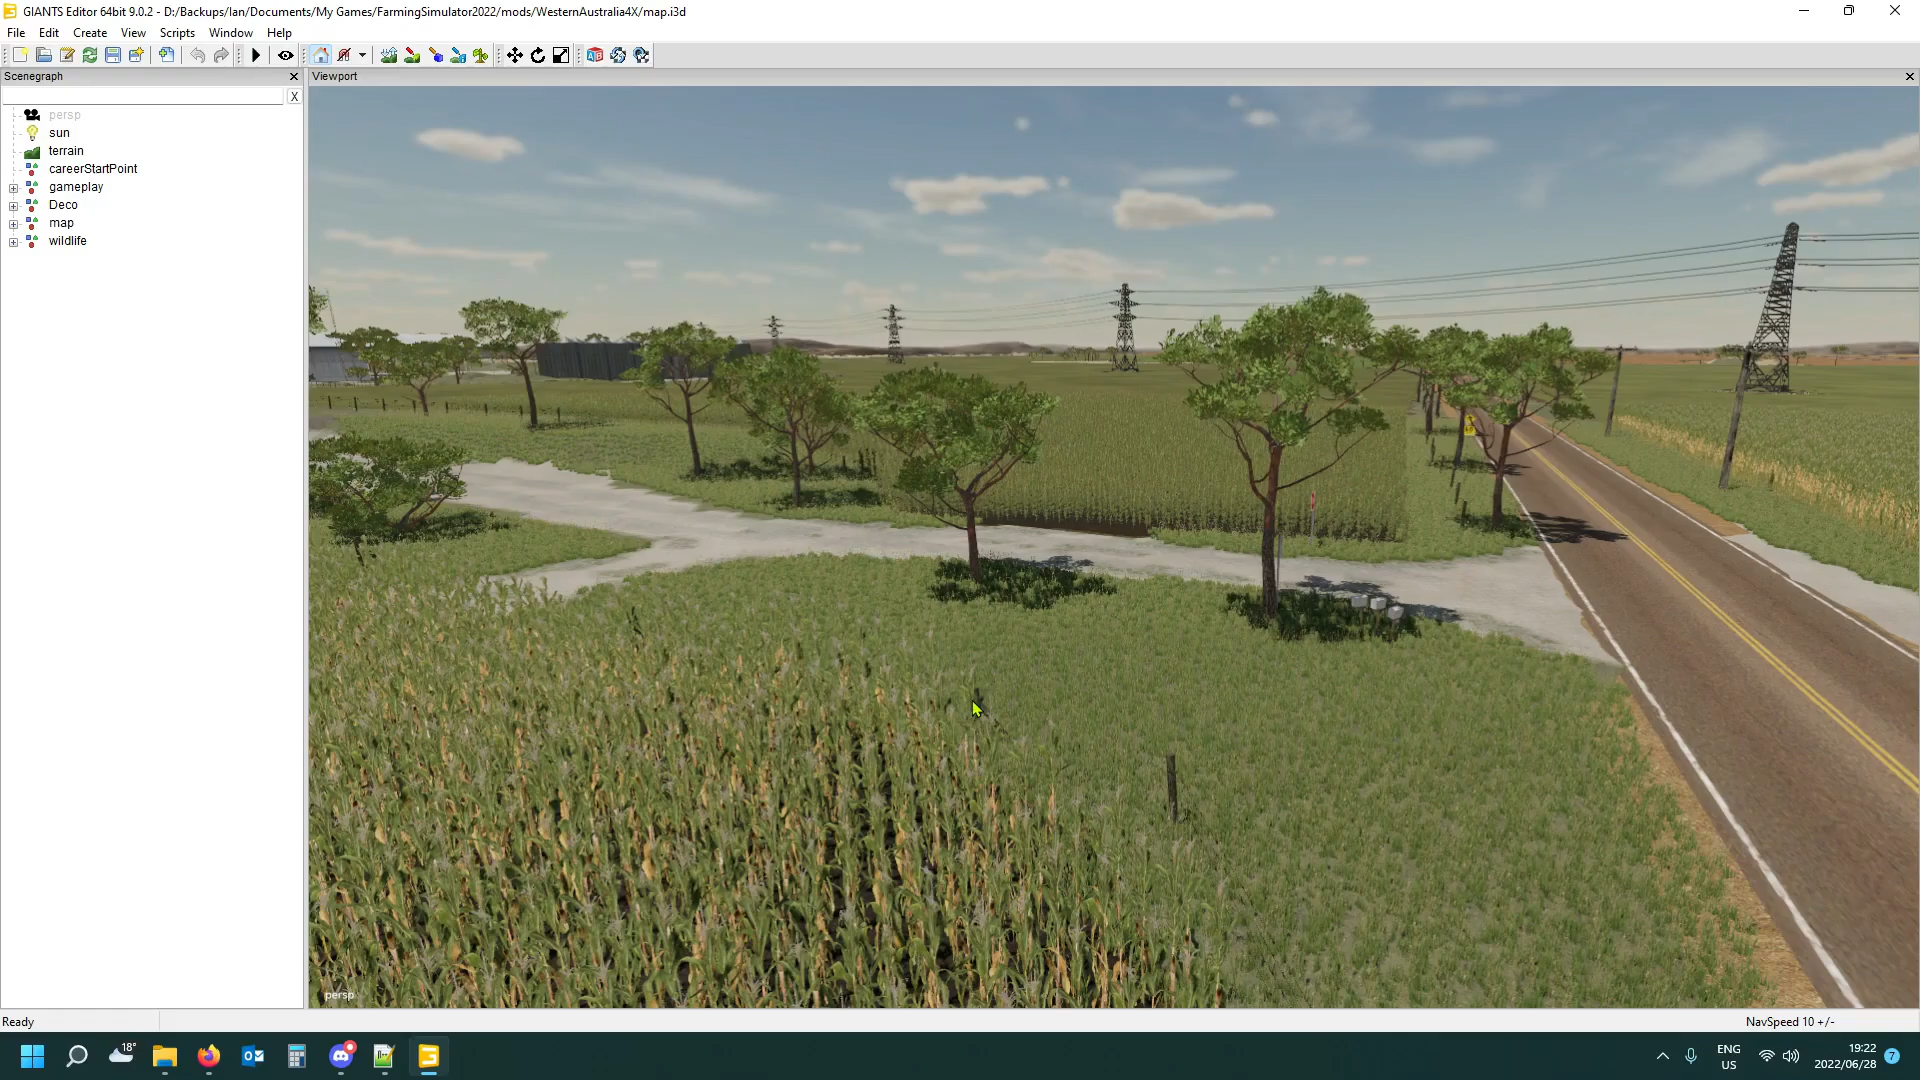 GIANTS Editor 64bit 9.0.2 - D:/Backups/Ian/Documents/My Games/FarmingSimulator2022/mods/WesternAustralia4X/map.i3d
File Edit Create View Scripts Window Help
Scenegraph
Viewport
X
persp
sun
terrain
careerStartPoint
gameplay
Deco
map
wildlife
persp
Ready
NavSpeed 10 +/-
18°
ENG
US
19:22
2022/06/28
7